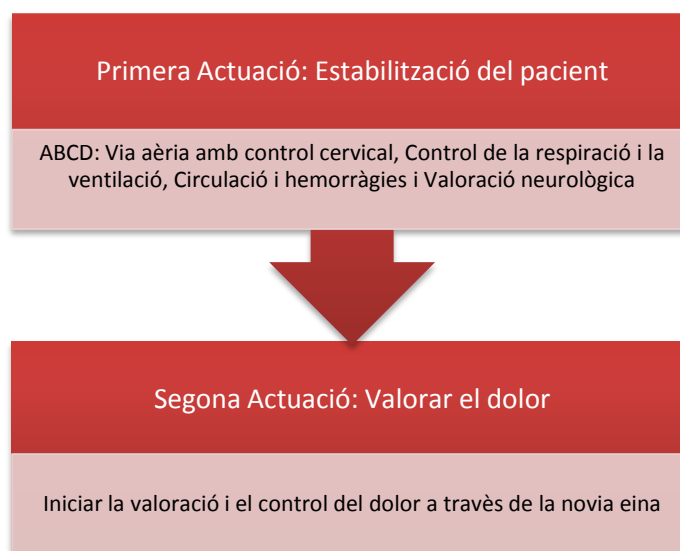 Primera Actuació: Estabilització del pacient
ABCD: Via aèria amb control cervical, Control de la respiració i la
ventilació, Circulació i hemorràgies i Valoració neurològica
Segona Actuació: Valorar el dolor
Iniciar la valoració i el control del dolor a travès de la novia eina